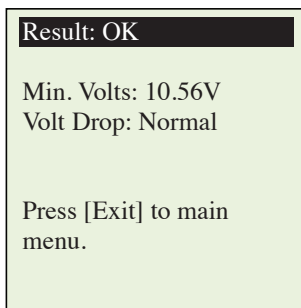 Result: OK
Min. Volts: 10.56V
Volt Drop: Normal
Press [Exit] to main
menu.